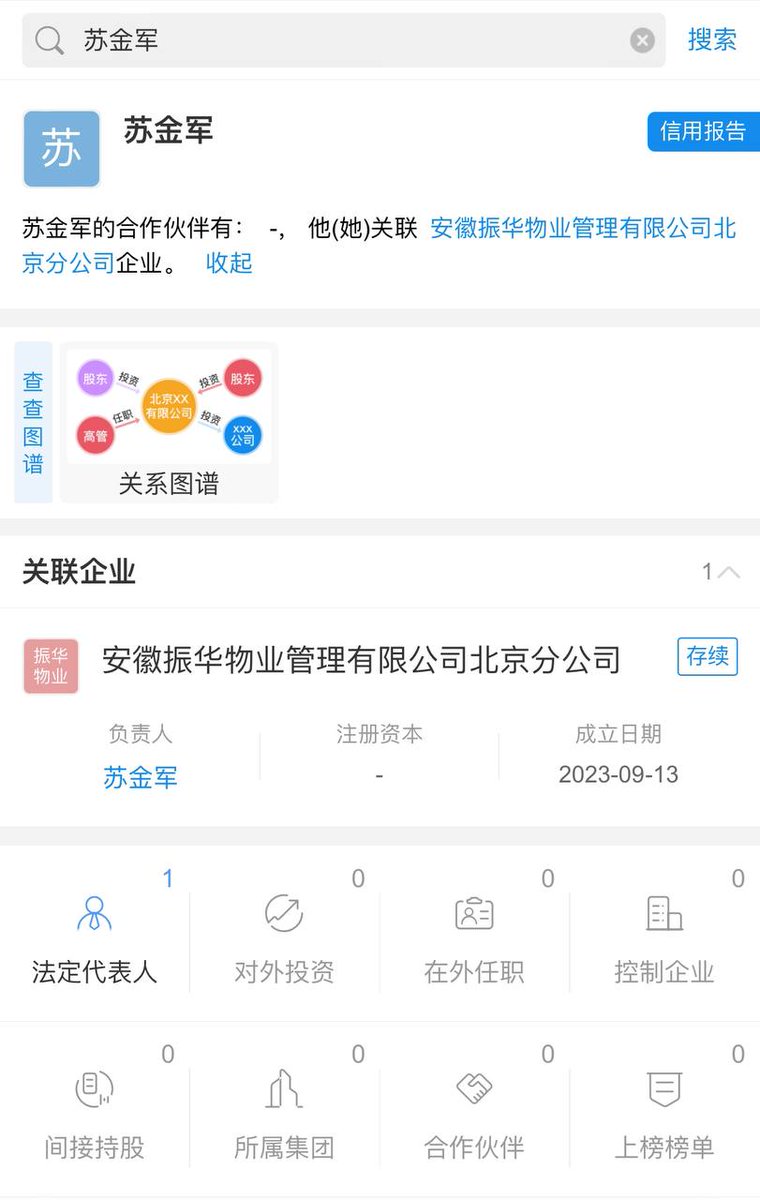 苏金军
搜索
苏
苏金军
信用报告
苏金军的合作伙伴有： -， 他(她)关联 安徽振华物业管理有限公司北
京分公司企业。 收起
查查图谱
股东 投资 投资 股东
北京XX
有限公司
高管 任职 投资 xxx
公司
关系图谱
关联企业
1
振华
物业
安徽振华物业管理有限公司北京分公司
存续
负责人 注册资本 成立日期
苏金军 - 2023-09-13
1 0 0 0
法定代表人 对外投资 在外任职 控制企业
0 0 0 0
间接持股 所属集团 合作伙伴 上榜榜单